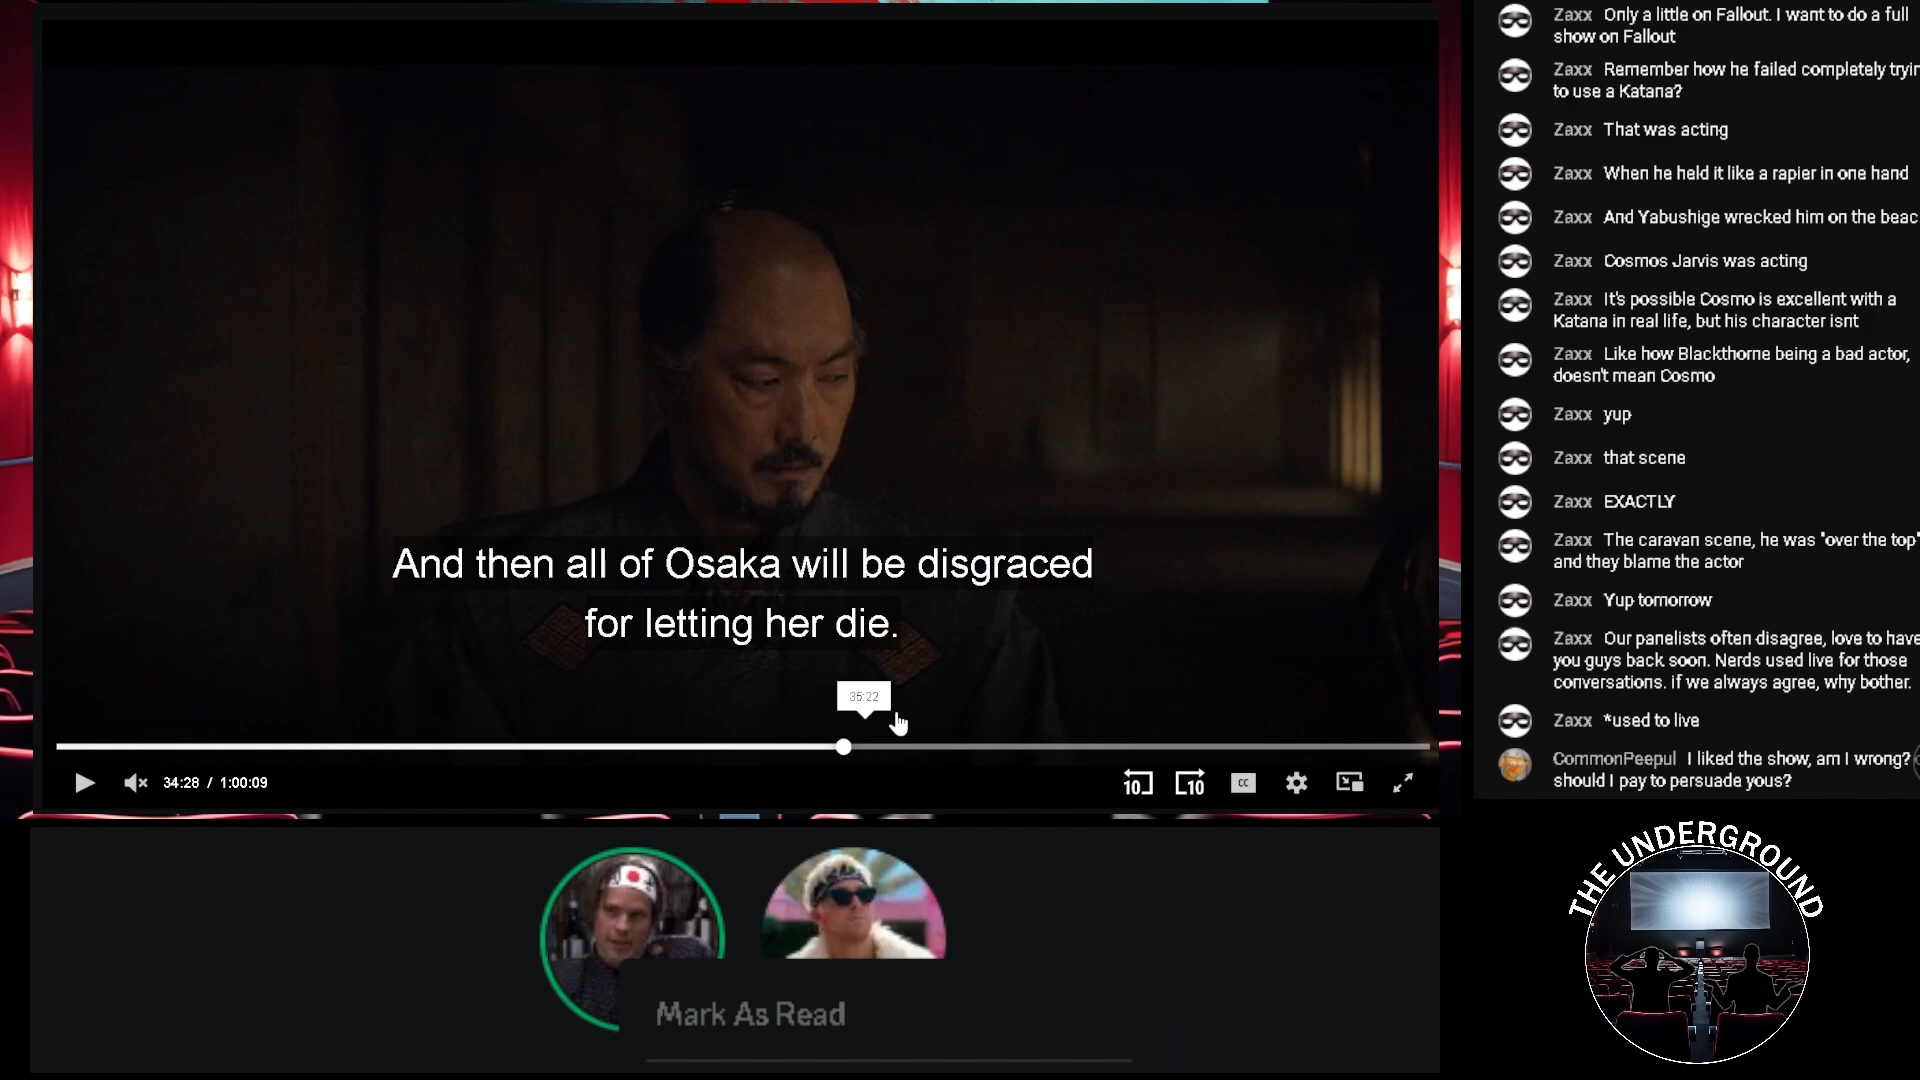 And then all of Osaka will be disgraced
for letting her die.
35:22
34:28 / 1:00:09
10
10
CC
Zaxx Only a little on Fallout. I want to do a full
show on Fallout
Zaxx Remember how he failed completely tryin
to use a Katana?
Zaxx That was acting
Zaxx When he held it like a rapier in one hand
Zaxx And Yabushige wrecked him on the beac
Zaxx Cosmos Jarvis was acting
Zaxx It's possible Cosmo is excellent with a
Katana in real life, but his character isnt
Zaxx Like how Blackthorne being a bad actor,
doesn't mean Cosmo
Zaxx yup
Zaxx that scene
Zaxx EXACTLY
Zaxx The caravan scene, he was "over the top"
and they blame the actor
Zaxx Yup tomorrow
Zaxx Our panelists often disagree, love to have
you guys back soon. Nerds used live for those
conversations. if we always agree, why bother.
Zaxx *used to live
CommonPeepul I liked the show, am I wrong?
should I pay to persuade yous?
Mark As Read
THE UNDERGROUND